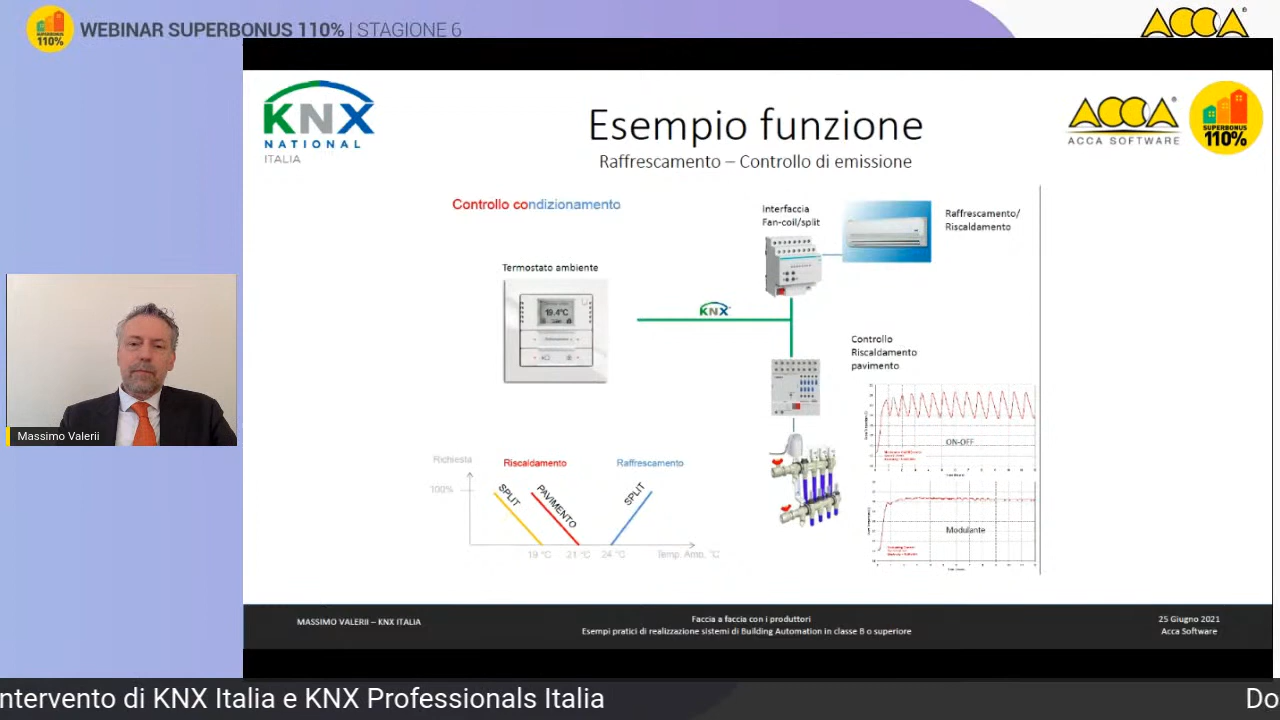 WEBINAR SUPERBONUS 110% | STAGIONE 6
SUPERBONUS
110%
ACCA
KNX
NATIONAL
ITALIA
Esempio funzione
Raffrescamento – Controllo di emissione
ACCA
ACCA SOFTWARE
SUPERBONUS
110%
Controllo condizionamento
Interfaccia
Fan-coil/split
Raffrescamento/
Riscaldamento
Termostato ambiente
19.4°C
KNX
Controllo
Riscaldamento
pavimento
ON-OFF
Modulante
Richiesta
Riscaldamento
Raffrescamento
100%
SPLIT
PAVIMENTO
SPLIT
19 °C
21 °C
24 °C
Temp. Amb. °C
Massimo Valerii
MASSIMO VALERII – KNX ITALIA
Faccia a faccia con i produttori
Esempi pratici di realizzazione sistemi di Building Automation in classe B o superiore
25 Giugno 2021
Acca Software
ntervento di KNX Italia e KNX Professionals Italia
Do